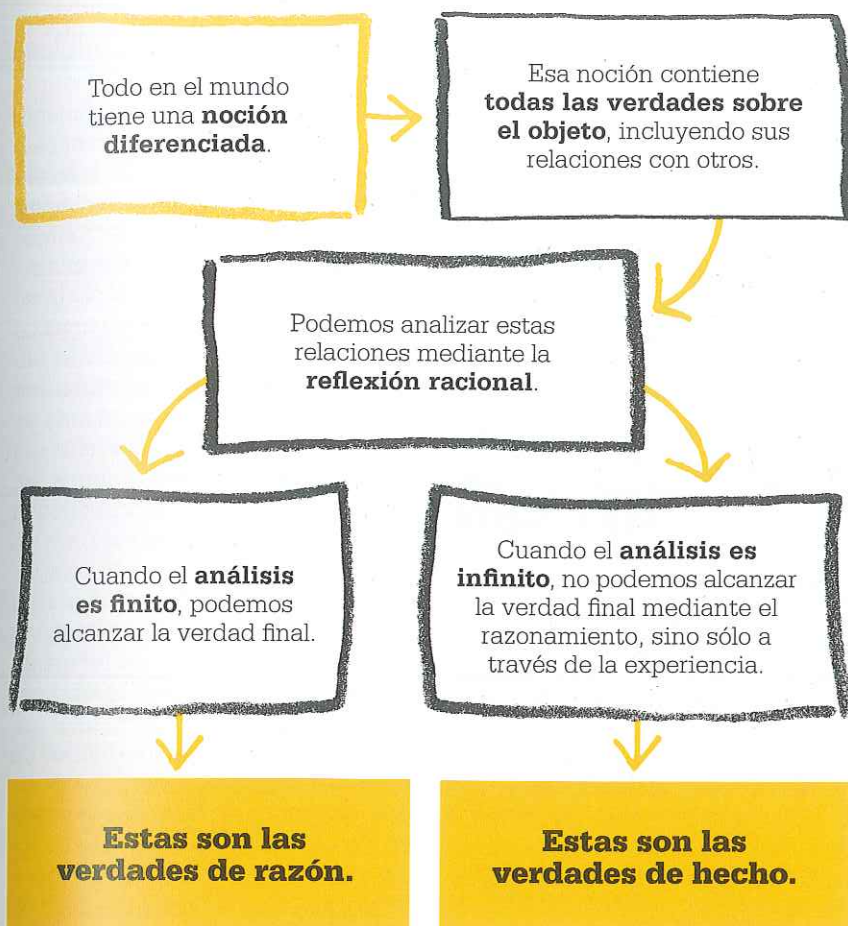 Todo en el mundo
tiene una noción
diferenciada.
Esa noción contiene
todas las verdades sobre
el objeto, incluyendo sus
relaciones con otros.
Podemos analizar estas
relaciones mediante la
reflexión racional.
Cuando el análisis
es finito, podemos
alcanzar la verdad final.
Cuando el análisis es
infinito, no podemos alcanzar
la verdad final mediante el
razonamiento, sino sólo a
través de la experiencia.
Estas son las
verdades de razón.
Estas son las
verdades de hecho.